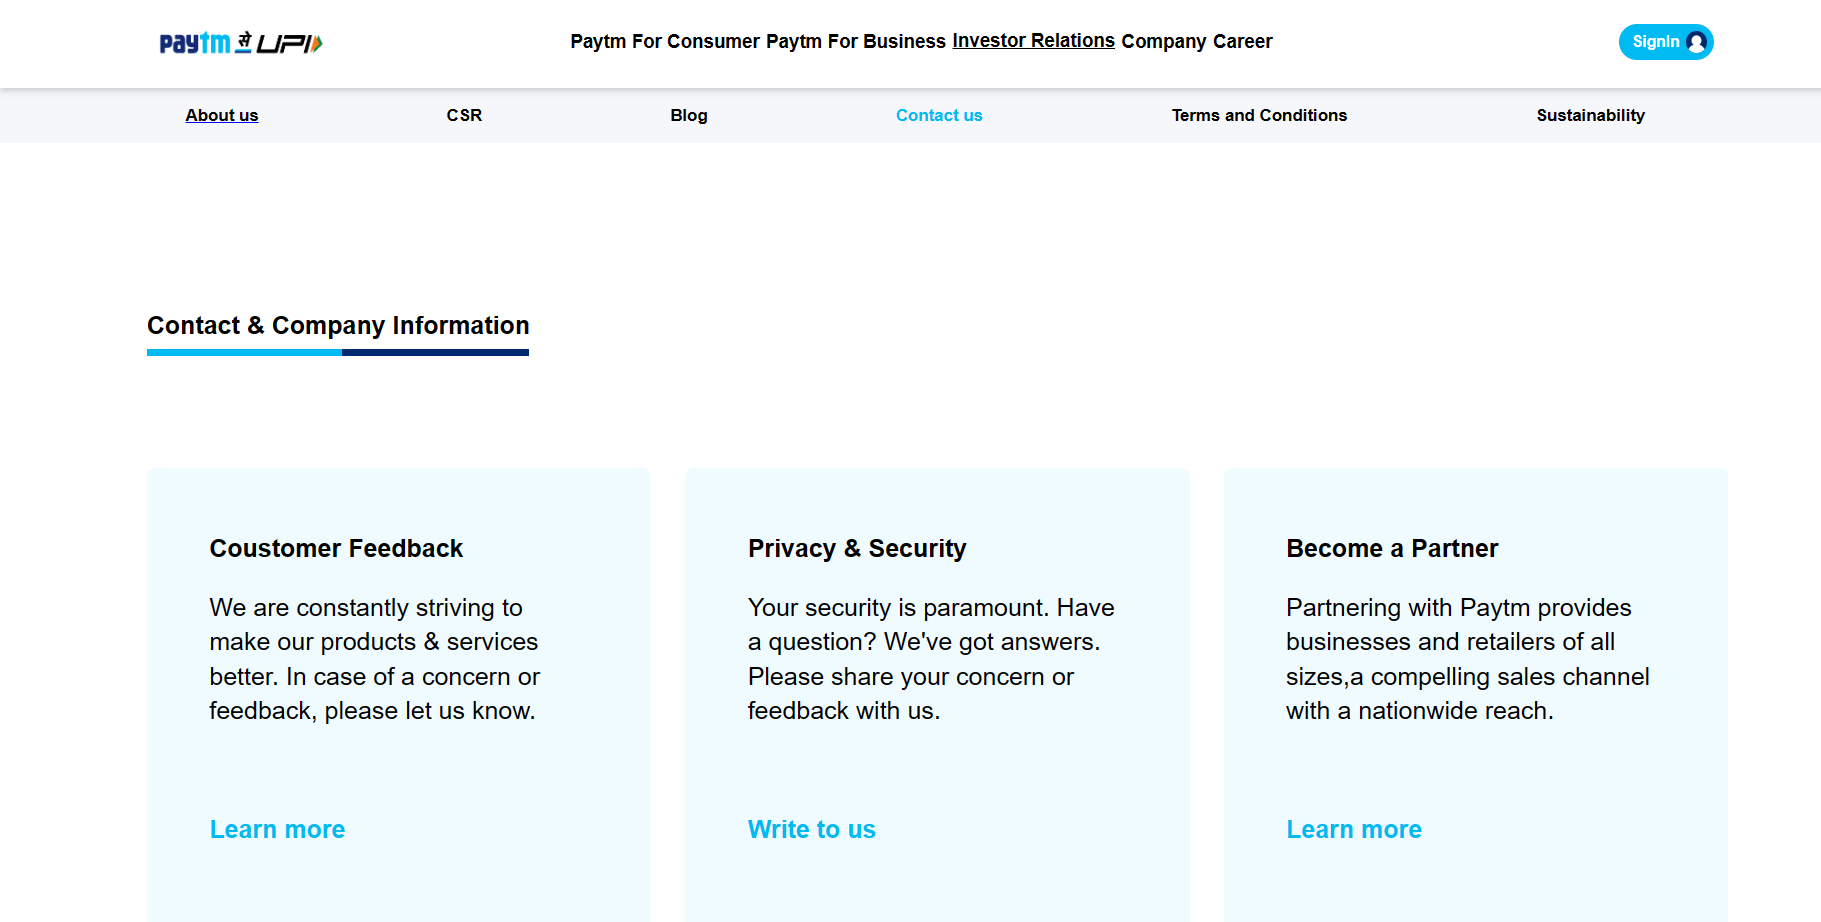 paytm से UPI
Paytm For Consumer Paytm For Business Investor Relations Company Career
SignIn
About us CSR Blog Contact us Terms and Conditions Sustainability
Contact & Company Information
Coustomer Feedback
We are constantly striving to
make our products & services
better. In case of a concern or
feedback, please let us know.
Learn more
Privacy & Security
Your security is paramount. Have
a question? We've got answers.
Please share your concern or
feedback with us.
Write to us
Become a Partner
Partnering with Paytm provides
businesses and retailers of all
sizes,a compelling sales channel
with a nationwide reach.
Learn more